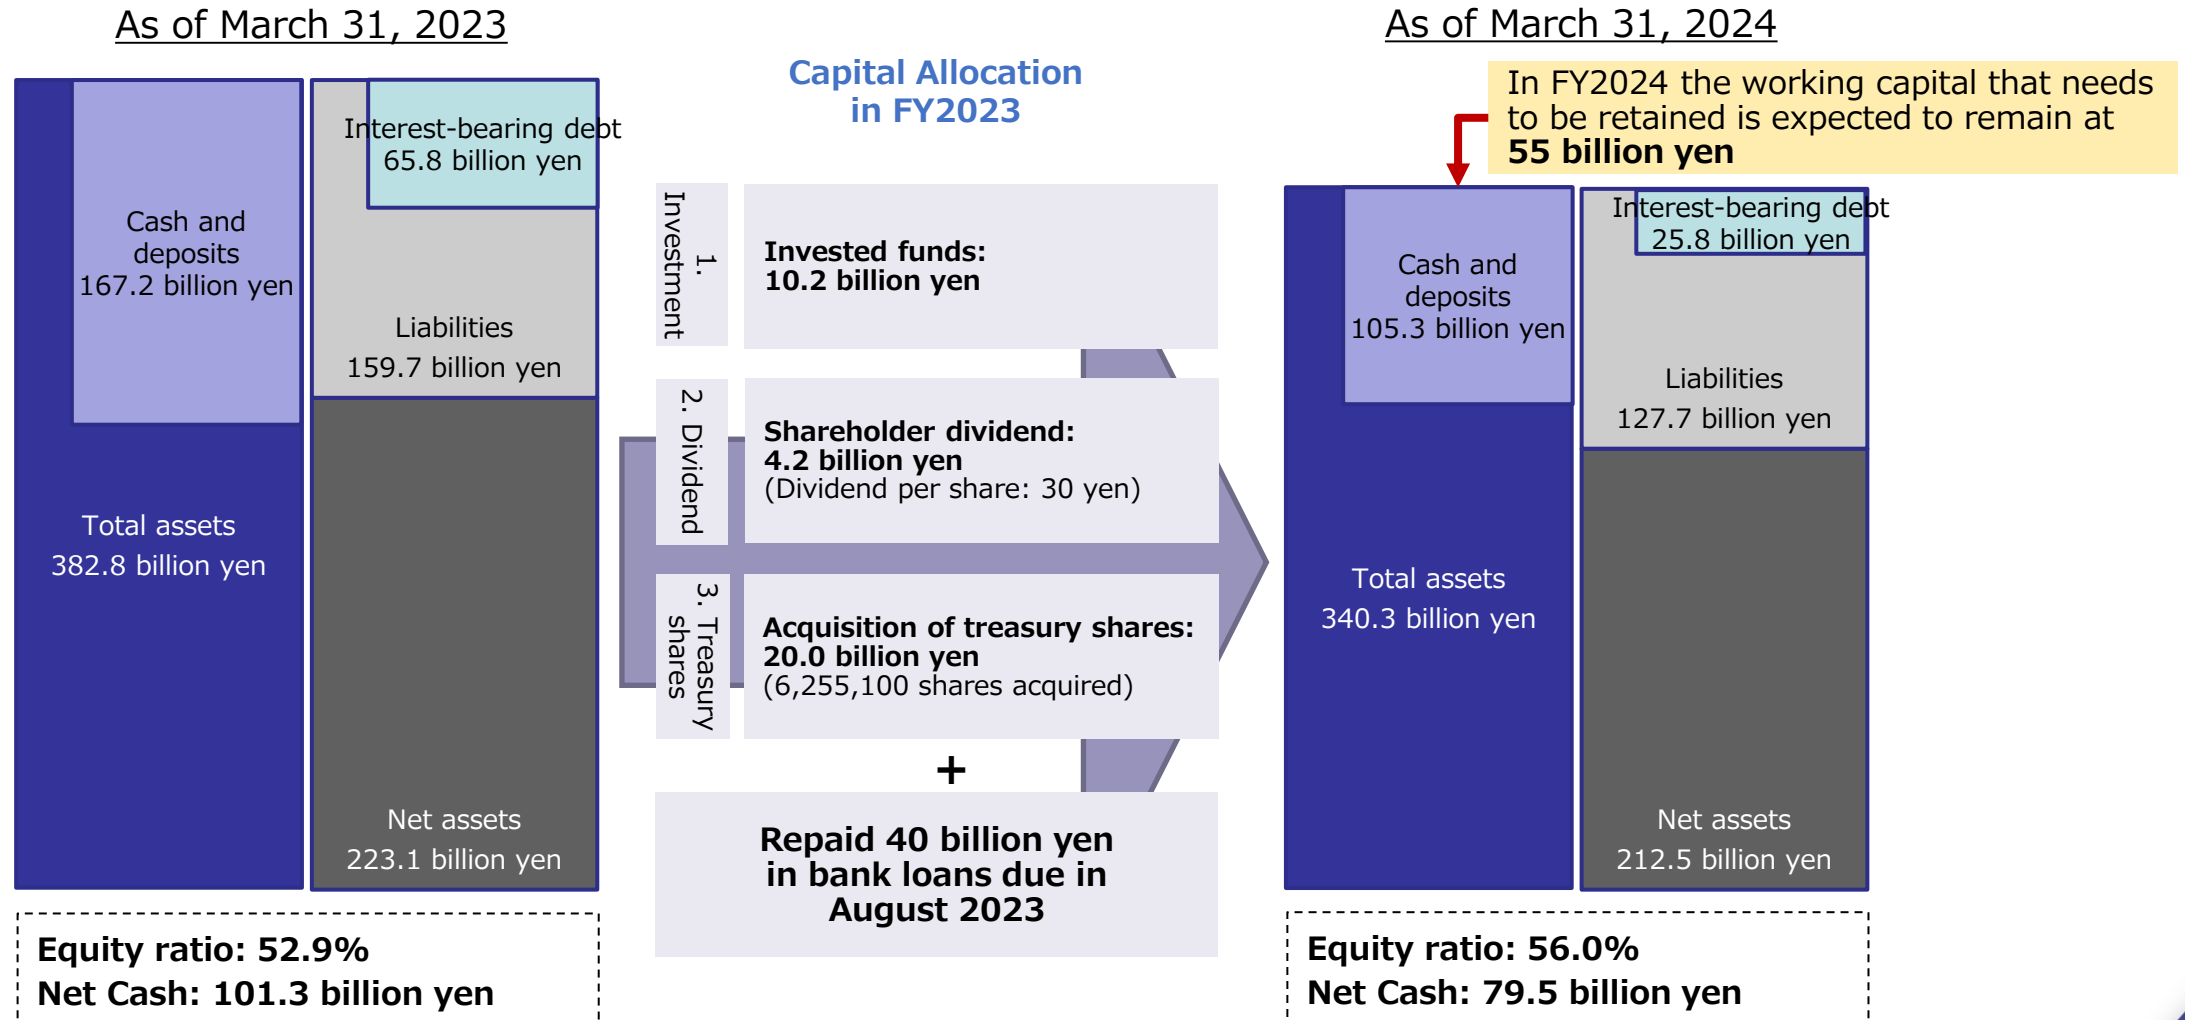 As of March 31, 2023
Cash and
deposits
167.2 billion yen
Total assets
382.8 billion yen
Interest-bearing debt
65.8 billion yen
Liabilities
159.7 billion yen
Net assets
223.1 billion yen
Equity ratio: 52.9%
Net Cash: 101.3 billion yen
Capital Allocation
in FY2023
1.
Investment
Invested funds:
10.2 billion yen
2. Dividend
Shareholder dividend:
4.2 billion yen
(Dividend per share: 30 yen)
3. Treasury
shares
Acquisition of treasury shares:
20.0 billion yen
(6,255,100 shares acquired)
+
Repaid 40 billion yen
in bank loans due in
August 2023
As of March 31, 2024
In FY2024 the working capital that needs
to be retained is expected to remain at
55 billion yen
Cash and
deposits
105.3 billion yen
Total assets
340.3 billion yen
Interest-bearing debt
25.8 billion yen
Liabilities
127.7 billion yen
Net assets
212.5 billion yen
Equity ratio: 56.0%
Net Cash: 79.5 billion yen